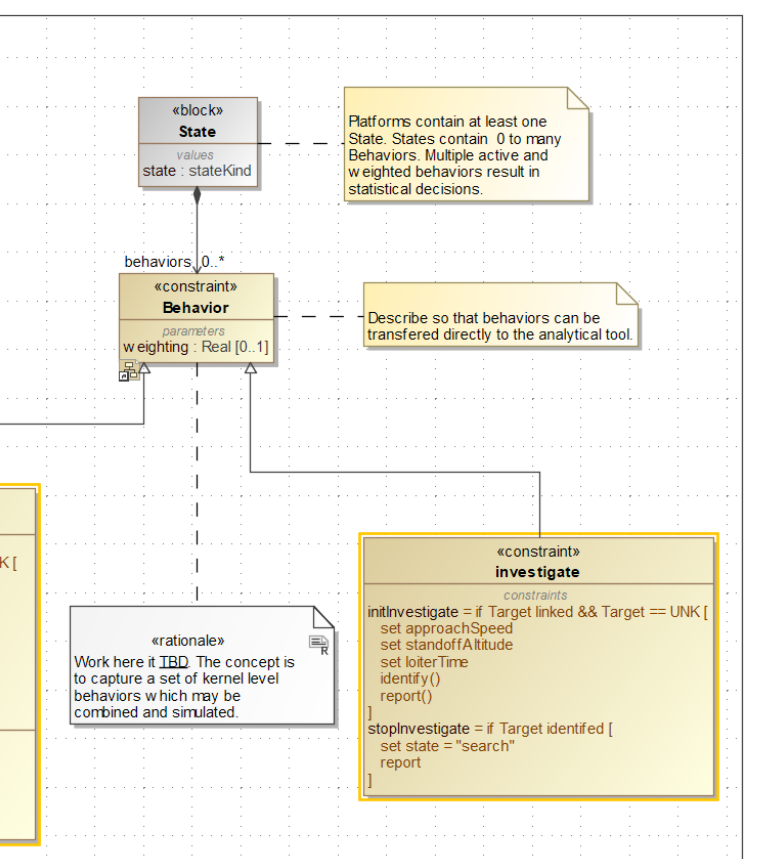 «block»
State
values
state : stateKind
Platforms contain at least one
State. States contain 0 to many
Behaviors. Multiple active and
weighted behaviors result in
statistical decisions.
behaviors 0..*
«constraint»
Behavior
parameters
weighting : Real [0..1]
Describe so that behaviors can be
transfered directly to the analytical tool.
K [
«rationale»
R
Work here it TBD. The concept is
to capture a set of kernel level
behaviors which may be
combined and simulated.
«constraint»
investigate
constraints
initInvestigate = if Target linked && Target == UNK [
set approachSpeed
set standoffAltitude
set loiterTime
identify()
report()
]
stopInvestigate = if Target identifed [
set state = "search"
report
]